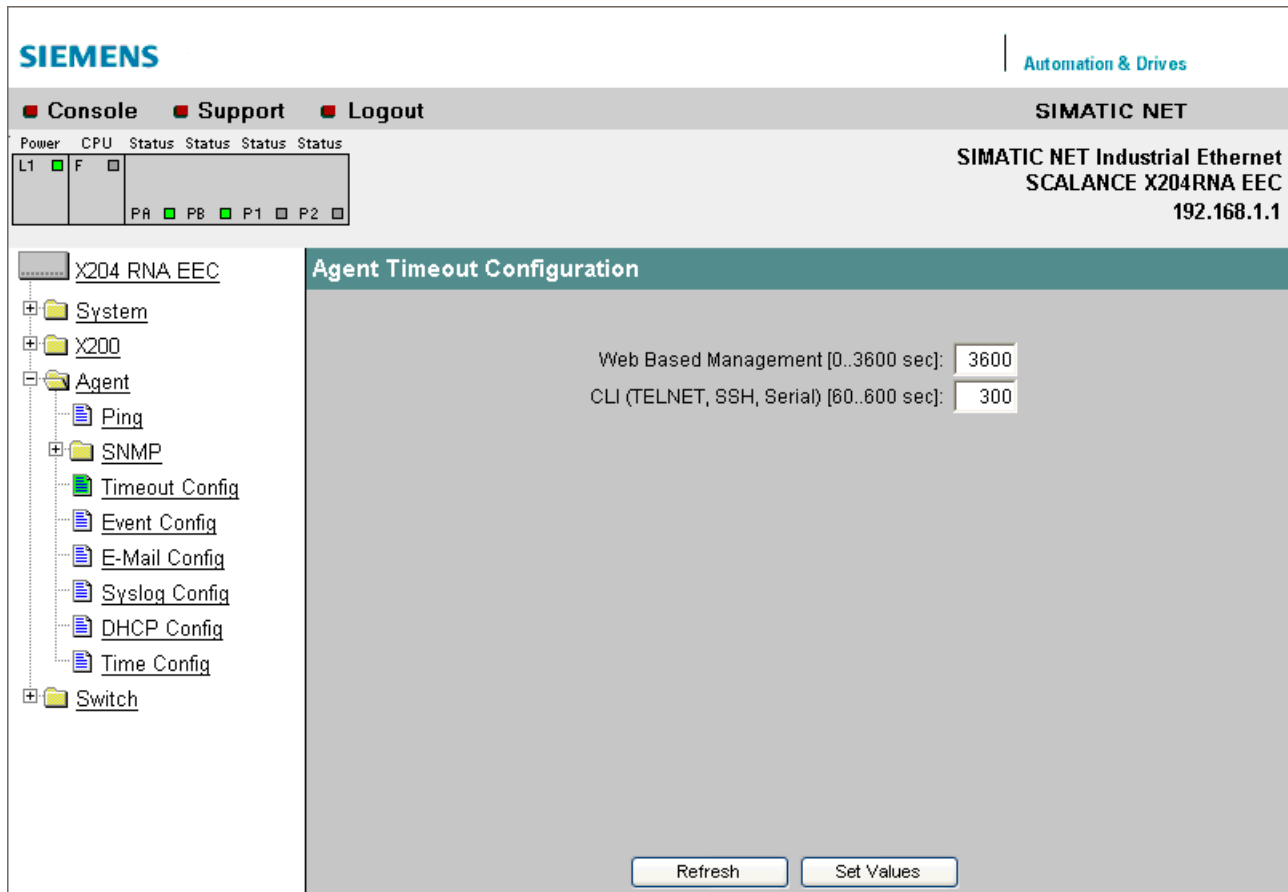 SIEMENS
Automation & Drives
Console Support Logout SIMATIC NET
Power CPU Status Status Status Status
L1 F
PA PB P1 P2
SIMATIC NET Industrial Ethernet
SCALANCE X204RNA EEC
192.168.1.1
X204 RNA EEC
System
X200
Agent
Ping
SNMP
Timeout Config
Event Config
E-Mail Config
Syslog Config
DHCP Config
Time Config
Switch
Agent Timeout Configuration
Web Based Management [0..3600 sec]: 3600
CLI (TELNET, SSH, Serial) [60..600 sec]: 300
Refresh Set Values